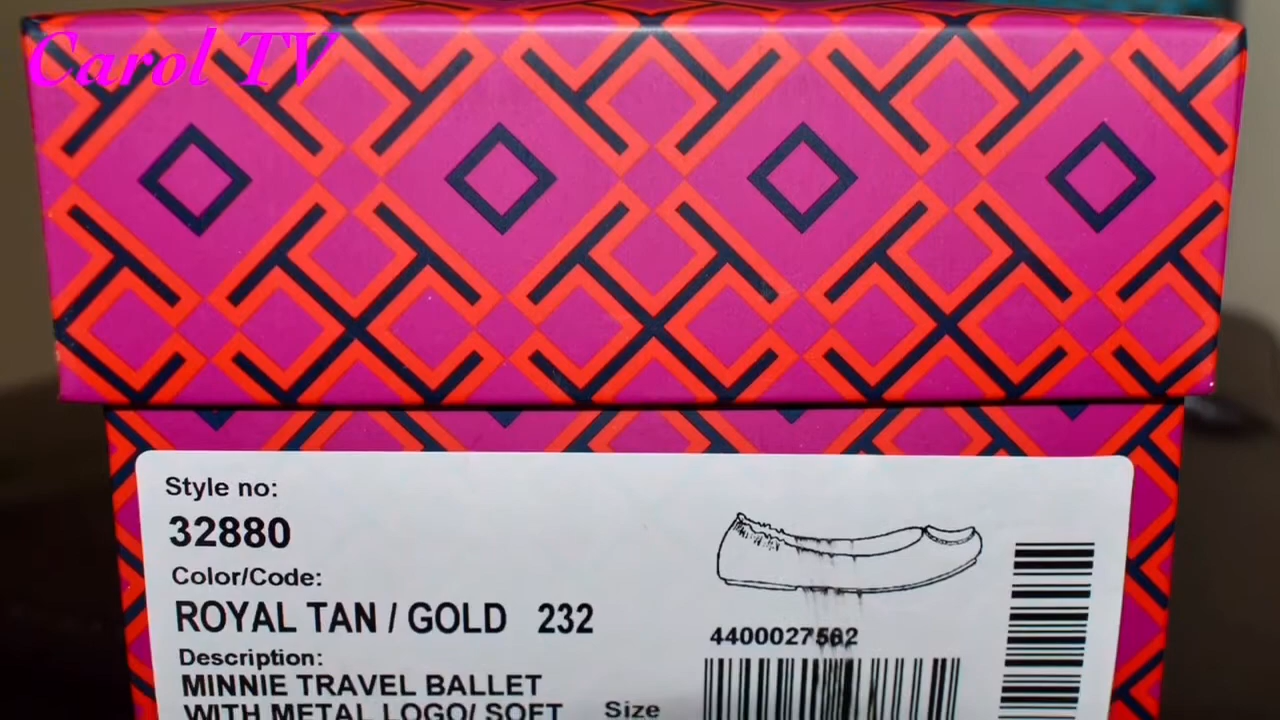 Carol TV
Style no:
32880
Color/Code:
ROYAL TAN / GOLD 232
4400027562
Description:
MINNIE TRAVEL BALLET
WITH METAL LOGO/ SOFT
Size